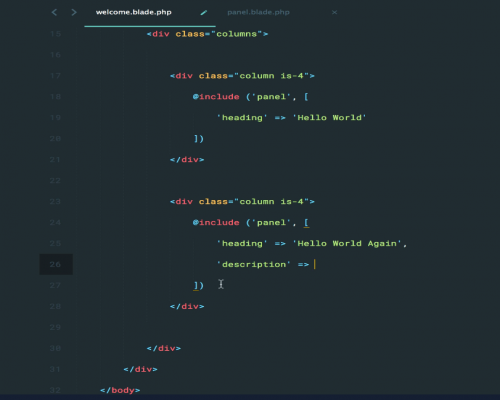 < > welcome.blade.php panel.blade.php ×
15 <div class="columns">
16
17 <div class="column is-4">
18 @include ('panel', [
19 'heading' => 'Hello World'
20 ])
21 </div>
22
23 <div class="column is-4">
24 @include ('panel', [
25 'heading' => 'Hello World Again',
26 'description' =>
27 ])
28 </div>
29
30 </div>
31 </div>
32 </body>